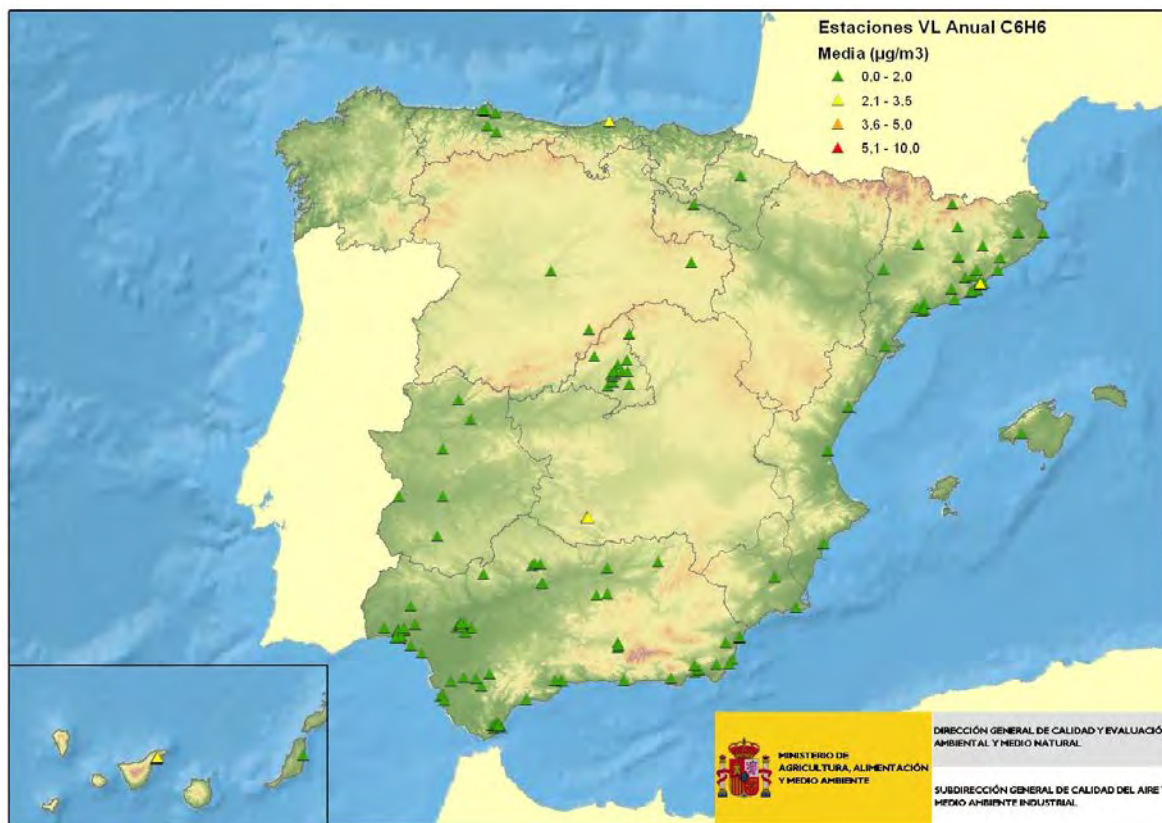 Estaciones VL Anual C6H6
Media (µg/m3)
0,0 - 2,0
2,1 - 3,5
3,6 - 5,0
5,1 - 10,0
MINISTERIO DE
AGRICULTURA, ALIMENTACIÓN
Y MEDIO AMBIENTE
DIRECCIÓN GENERAL DE CALIDAD Y EVALUACIÓ
AMBIENTAL Y MEDIO NATURAL
SUBDIRECCIÓN GENERAL DE CALIDAD DEL AIRE Y
MEDIO AMBIENTE INDUSTRIAL